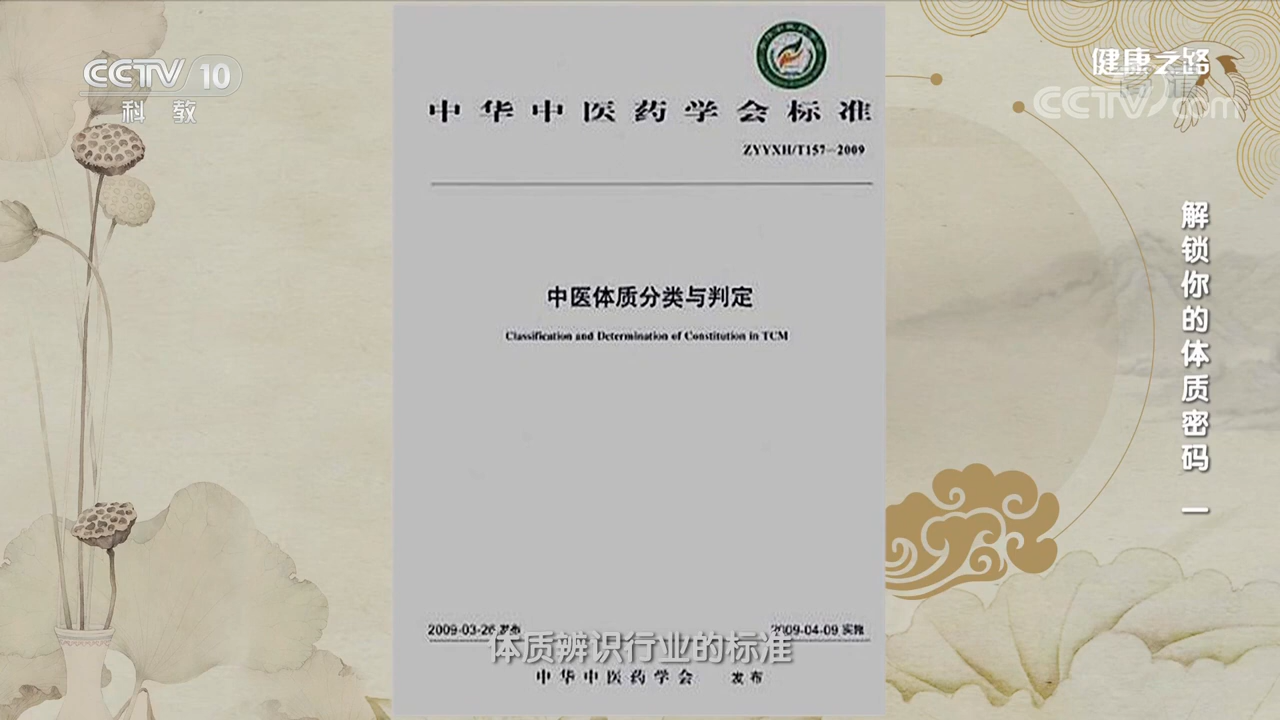 CCTV 10
科教
健康之路
CCTV.com
中华中医药学会标准
ZYYXH/T157—2009
中医体质分类与判定
Classification and Determination of Constitution in TCM
解锁你的体质密码 一
2009-03-26 发布
2009-04-09 实施
体质辨识行业的标准
中华中医药学会 发布